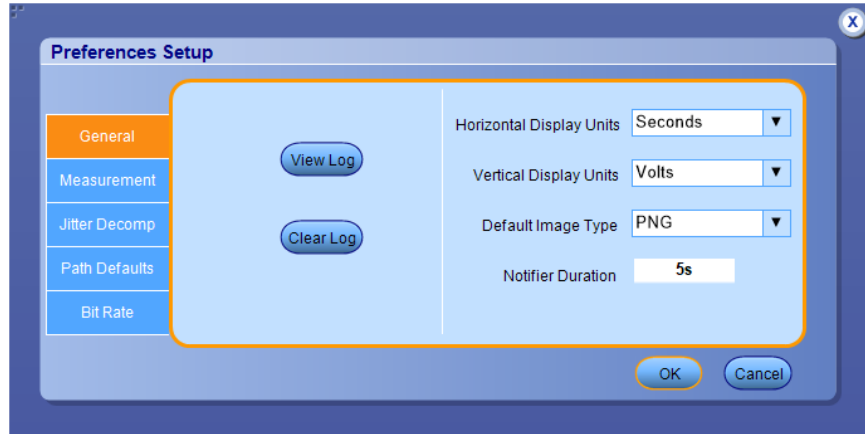 X
Preferences Setup
General
Measurement
Jitter Decomp
Path Defaults
Bit Rate
View Log
Clear Log
Horizontal Display Units Seconds
Vertical Display Units Volts
Default Image Type PNG
Notifier Duration 5s
OK Cancel